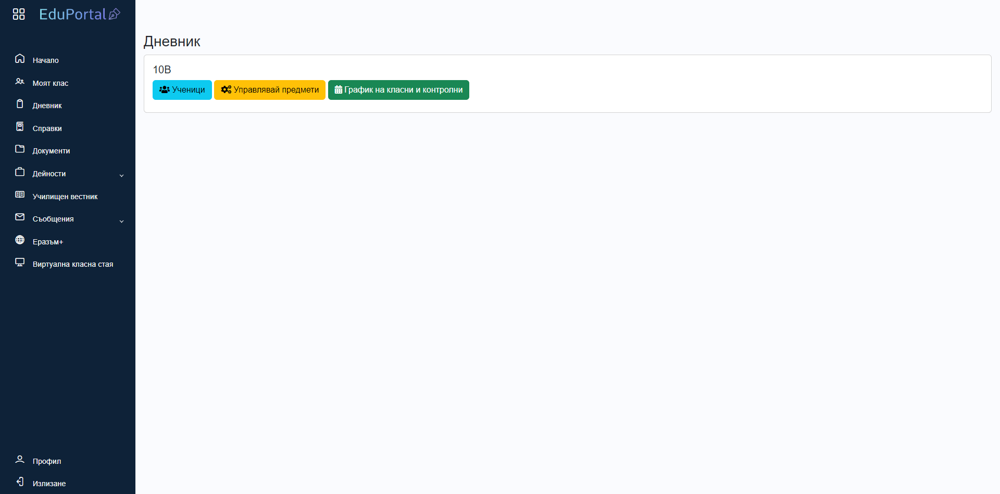 EduPortal
Начало
Моят клас
Дневник
Справки
Документи
Дейности
Училищен вестник
Съобщения
Еразъм+
Виртуална класна стая
Профил
Излизане
Дневник
10В
Ученици
Управлявай предмети
График на класни и контролни